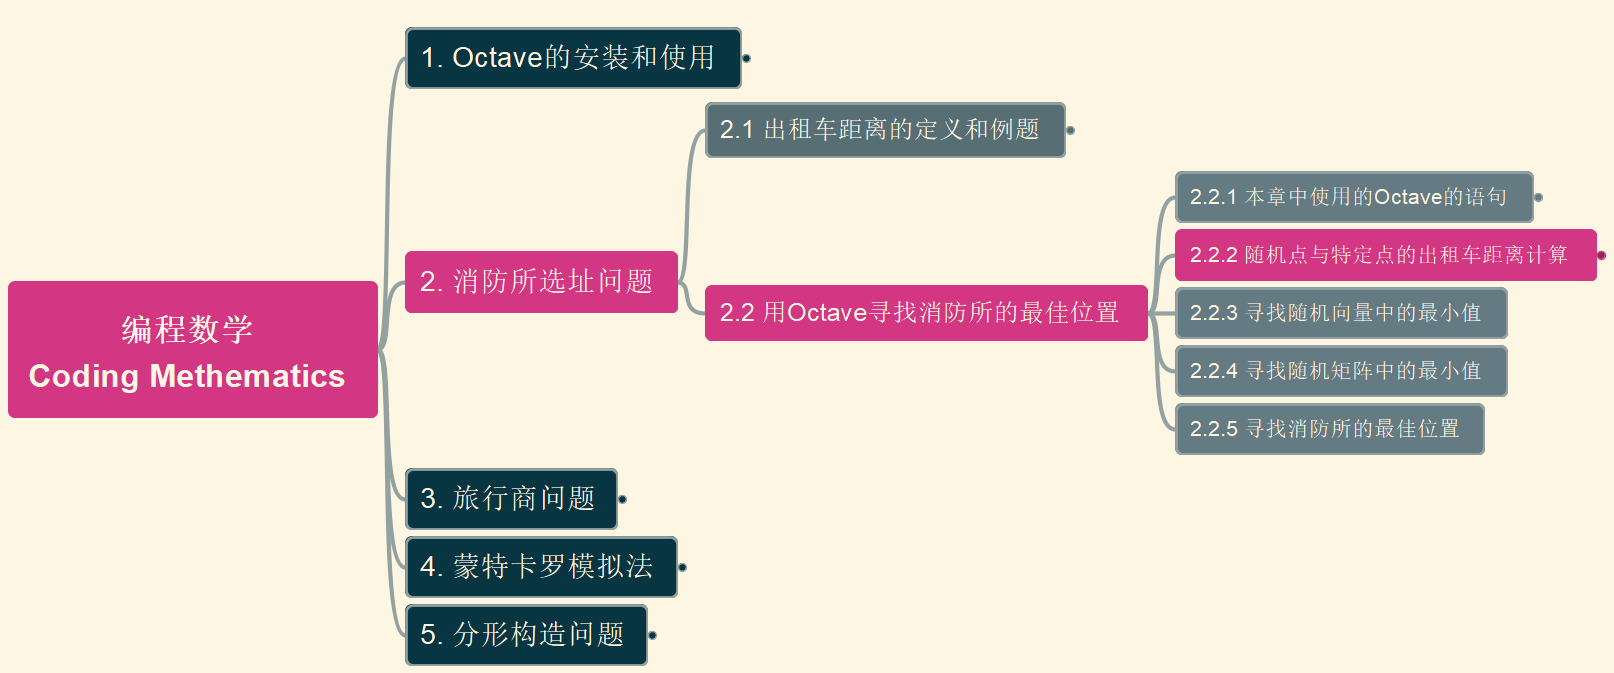 编程数学
Coding Methematics
1. Octave的安装和使用
2. 消防所选址问题
2.1 出租车距离的定义和例题
2.2 用Octave寻找消防所的最佳位置
2.2.1 本章中使用的Octave的语句
2.2.2 随机点与特定点的出租车距离计算
2.2.3 寻找随机向量中的最小值
2.2.4 寻找随机矩阵中的最小值
2.2.5 寻找消防所的最佳位置
3. 旅行商问题
4. 蒙特卡罗模拟法
5. 分形构造问题